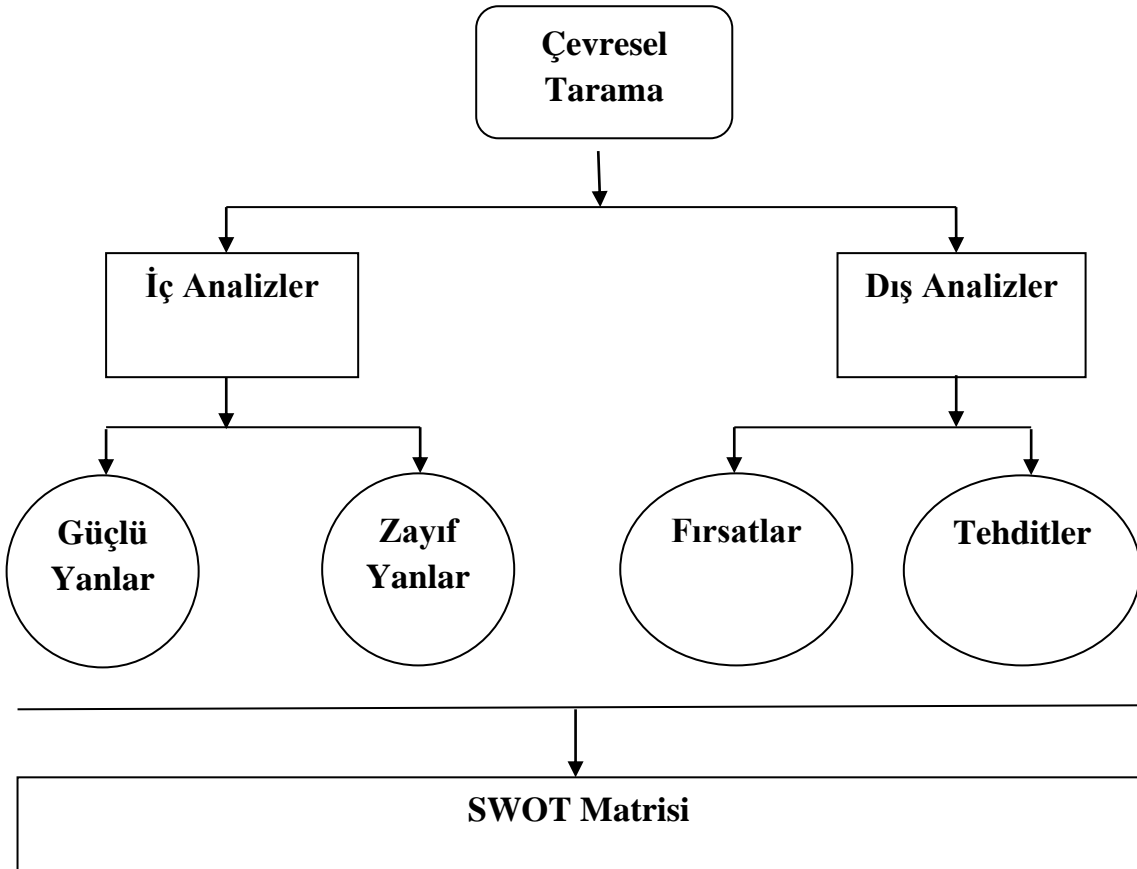 Çevresel
Tarama
İç Analizler
Dış Analizler
Güçlü
Yanlar
Zayıf
Yanlar
Fırsatlar
Tehditler
SWOT Matrisi